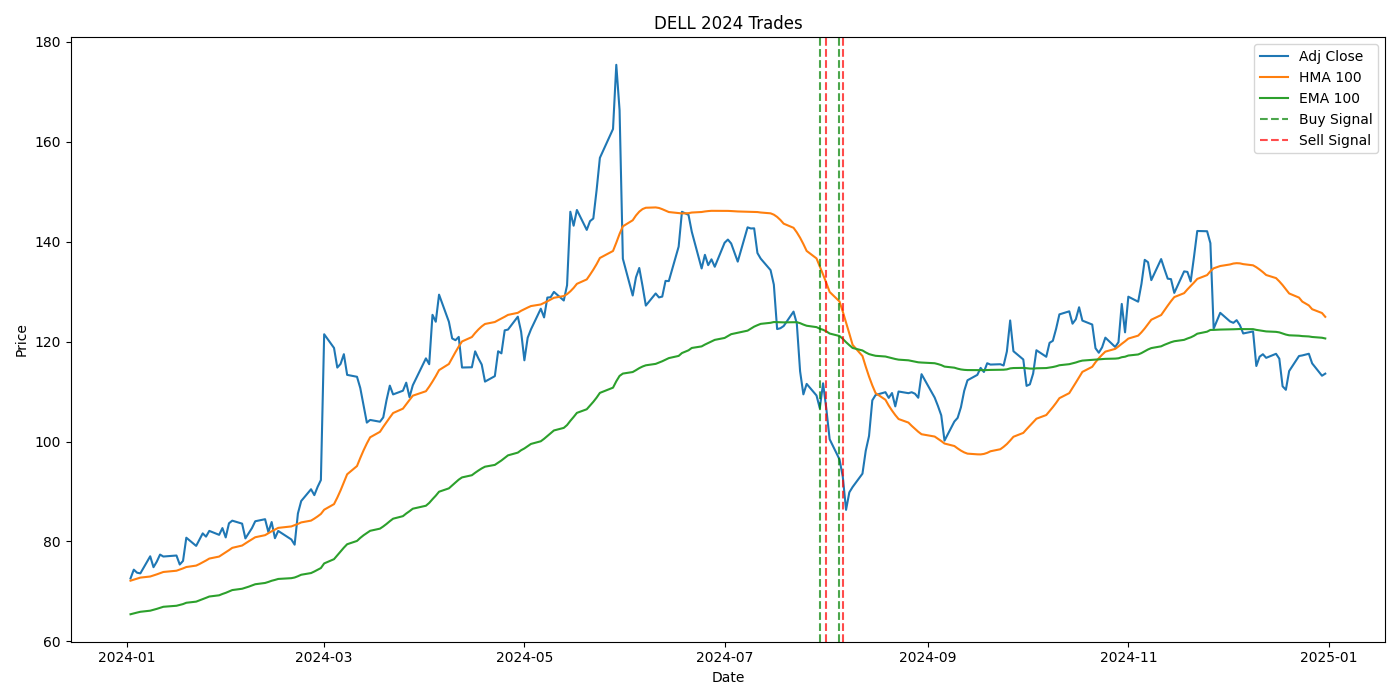 DELL 2024 Trades
Price
180
160
140
120
100
80
60
2024-01
2024-03
2024-05
2024-07
2024-09
2024-11
2025-01
Date
Adj Close
HMA 100
EMA 100
Buy Signal
Sell Signal